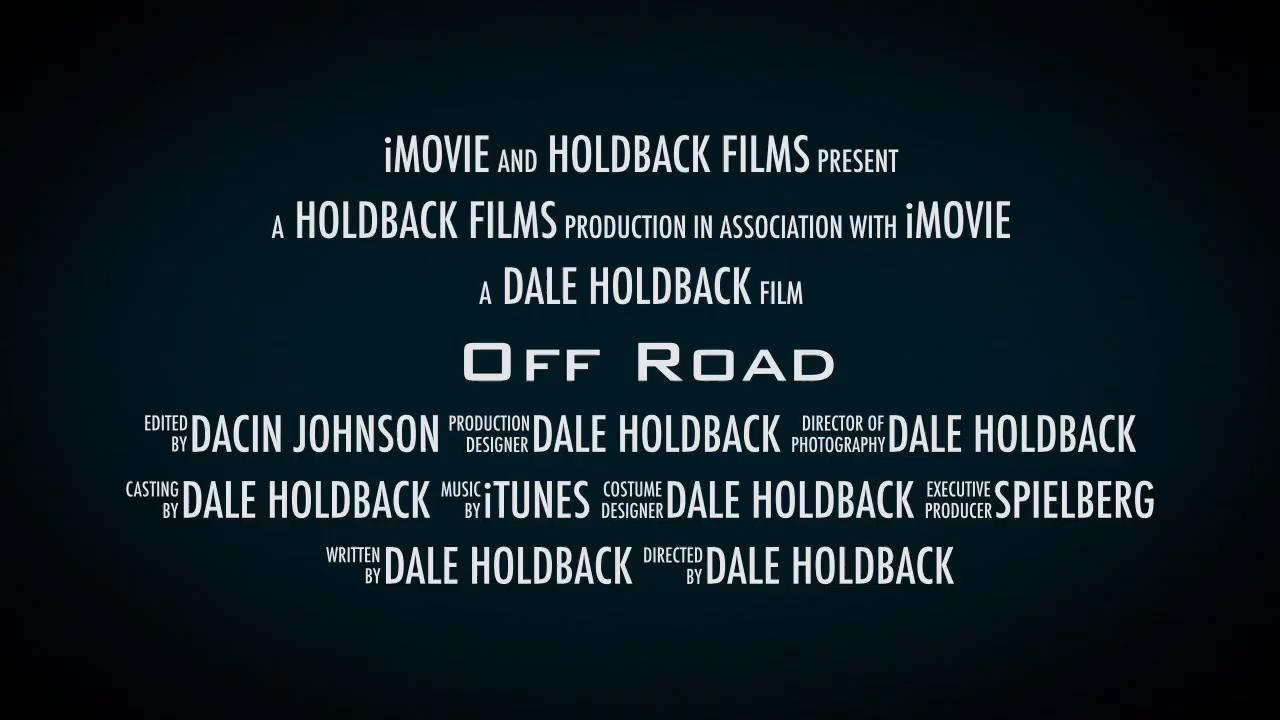 iMOVIE AND HOLDBACK FILMS PRESENT
A HOLDBACK FILMS PRODUCTION IN ASSOCIATION WITH iMOVIE
A DALE HOLDBACK FILM
OFF ROAD
EDITED BY DACIN JOHNSON PRODUCTION DESIGNER DALE HOLDBACK DIRECTOR OF PHOTOGRAPHY DALE HOLDBACK
CASTING BY DALE HOLDBACK MUSIC BY iTUNES COSTUME DESIGNER DALE HOLDBACK EXECUTIVE PRODUCER SPIELBERG
WRITTEN BY DALE HOLDBACK DIRECTED BY DALE HOLDBACK